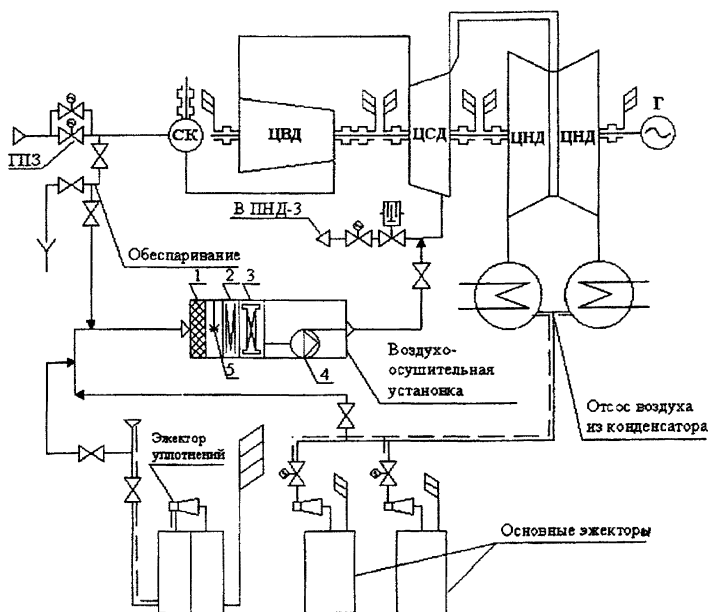 Г
СК
ЦВД
ЦСД
ЦНД
ЦНД
ГПЗ
В ПНД-3
Обеспаривание
1
2
3
5
4
Воздухо-
осушительная
установка
Отсос воздуха
из конденсатора
Эжектор
уплотнений
Основные эжекторы